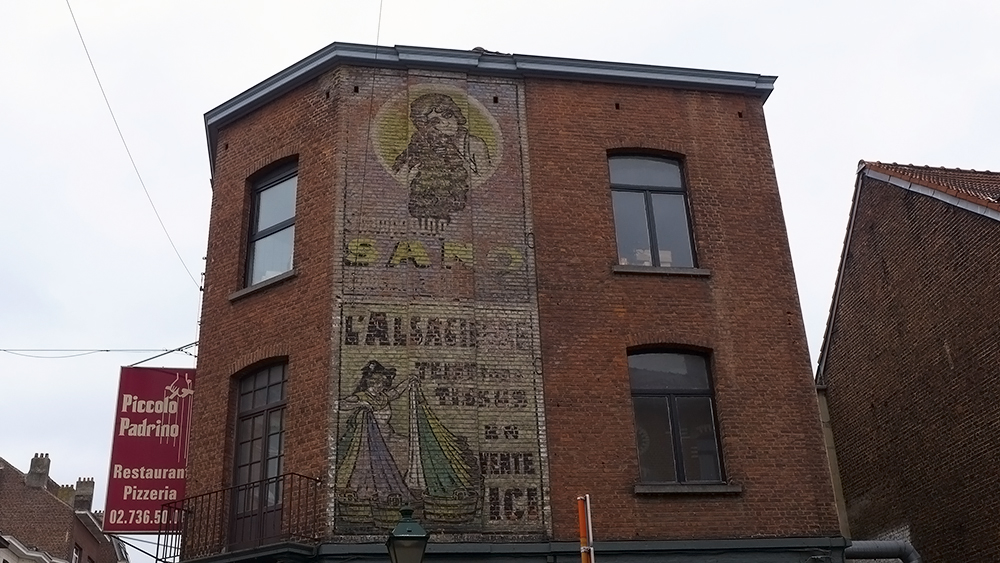 SANO
L'ALSACIENNE
TISSUS
EN
VENTE
ICI
Piccolo
Padrino
Restaurant
Pizzeria
02.736.50.